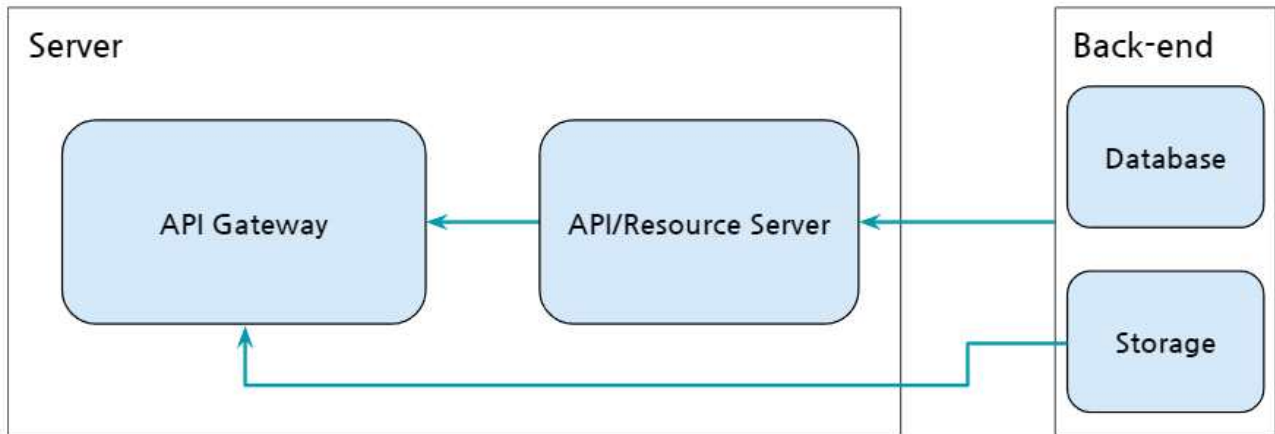 Server
Back-end
API Gateway
API/Resource Server
Database
Storage